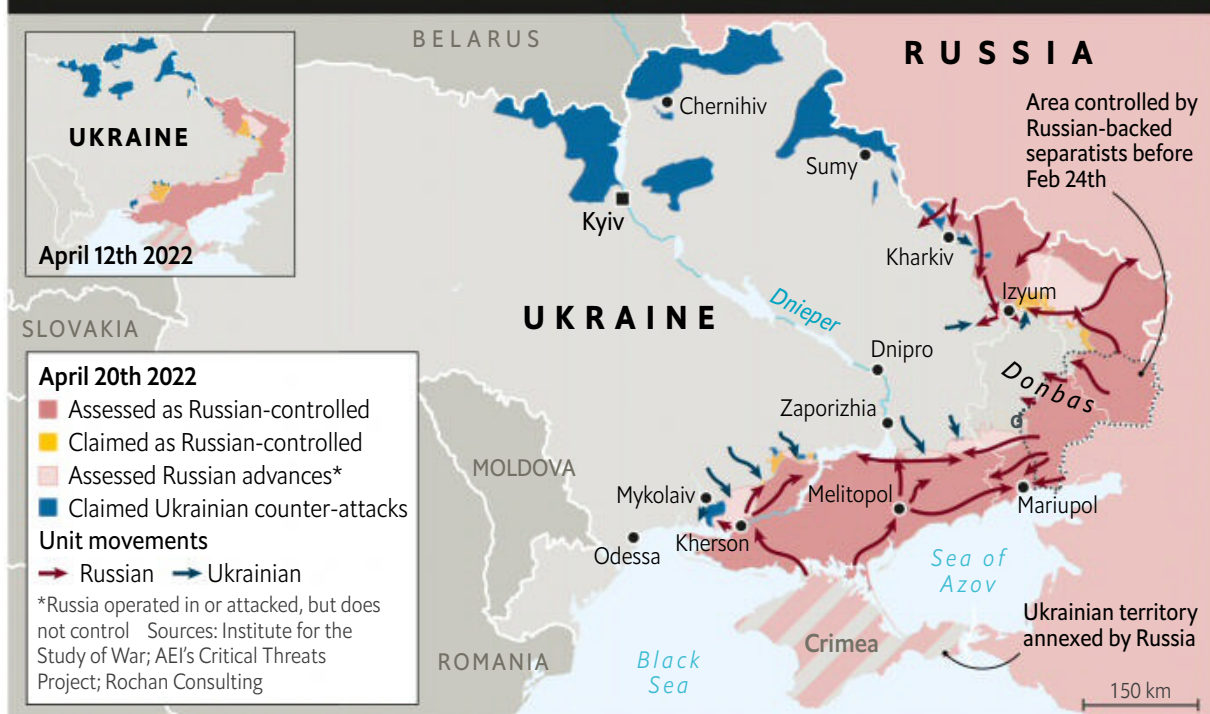 BELARUS
RUSSIA
UKRAINE
April 12th 2022
Chernihiv
Area controlled by
Russian-backed
separatists before
Feb 24th
Sumy
Kyiv
Kharkiv
Izyum
SLOVAKIA
UKRAINE
Dnieper
Dnipro
Donbas
Zaporizhia
G
April 20th 2022
Assessed as Russian-controlled
Claimed as Russian-controlled
Assessed Russian advances*
Claimed Ukrainian counter-attacks
Unit movements
Russian Ukrainian
*Russia operated in or attacked, but does
not control Sources: Institute for the
Study of War; AEI's Critical Threats
Project; Rochan Consulting
MOLDOVA
Mykolaiv
Melitopol
Mariupol
Odessa
Kherson
Sea of
Azov
Crimea
Ukrainian territory
annexed by Russia
ROMANIA
Black
Sea
150 km